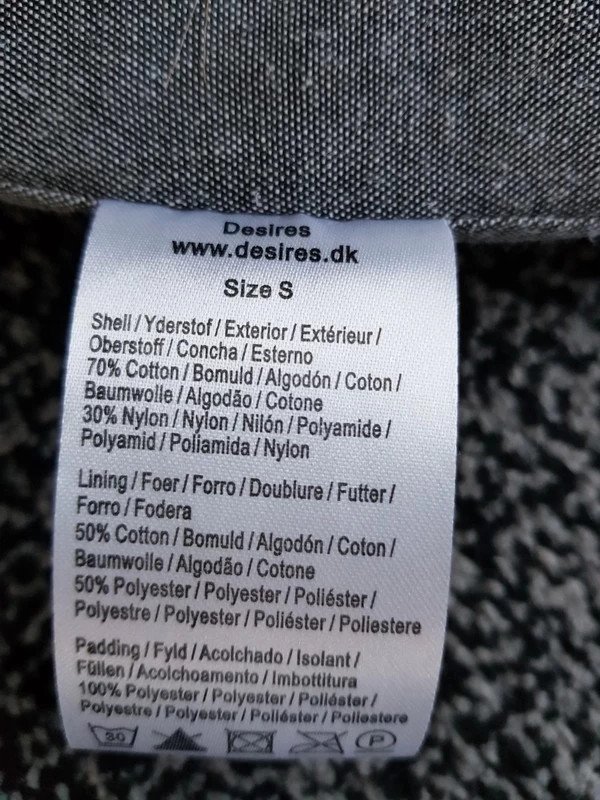 Desires
www.desires.dk
Size S
Shell / Yderstof / Exterior / Extérieur /
Oberstoff / Concha / Esterno
70% Cotton / Bomuld / Algodón / Coton /
Baumwolle / Algodão / Cotone
30% Nylon / Nylon / Nilón / Polyamide /
Polyamid / Poliamida / Nylon
Lining / Foer / Forro / Doublure / Futter /
Forro / Fodera
50% Cotton / Bomuld / Algodón / Coton /
Baumwolle / Algodão / Cotone
50% Polyester / Polyester / Poliéster /
Polyestre / Polyester / Poliéster / Poliestere
Padding / Fyld / Acolchado / Isolant /
Füllen / Acolchoamento / Imbottitura
100% Polyester / Polyester / Poliéster /
Polyestre / Polyester / Poliéster / Poliestere
30 P